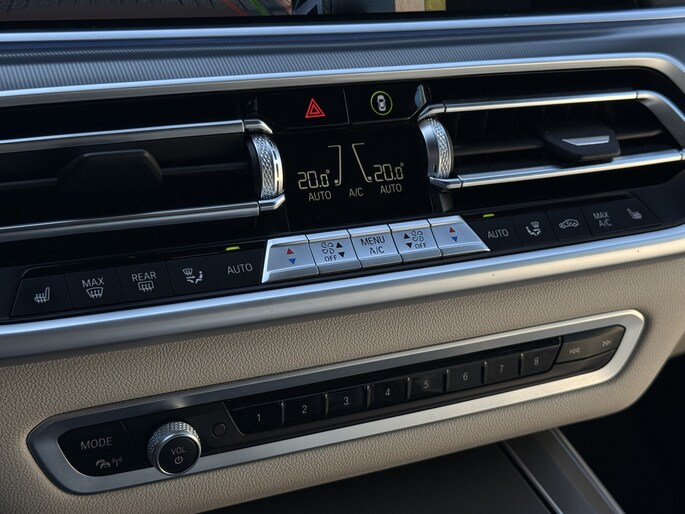 20.0° 20.0°
AUTO A/C AUTO
MAX REAR AUTO
OFF MENU A/C OFF
AUTO MAX A/C
MODE VOL
1 2 3 4 5 6 7 8